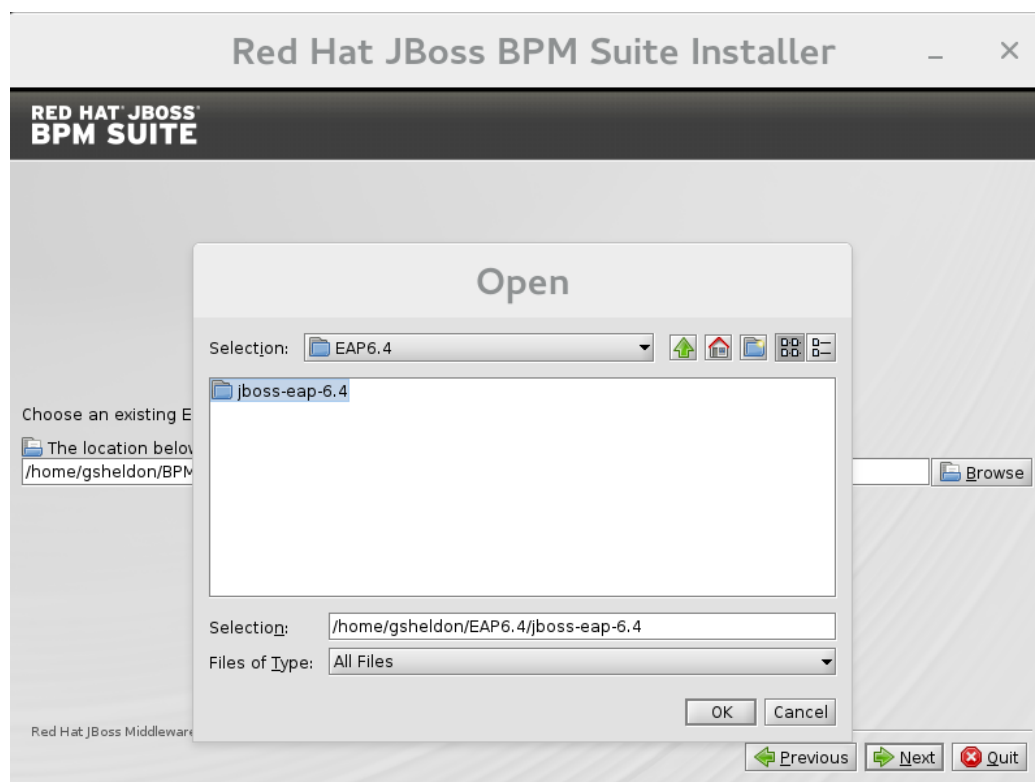 Red Hat JBoss BPM Suite Installer
RED HAT JBOSS
BPM SUITE
Open
Selection: EAP6.4
jboss-eap-6.4
Choose an existing E
The location below
/home/gsheldon/BPM
Browse
Selection: /home/gsheldon/EAP6.4/jboss-eap-6.4
Files of Type: All Files
OK Cancel
Red Hat JBoss Middleware
Previous Next Quit